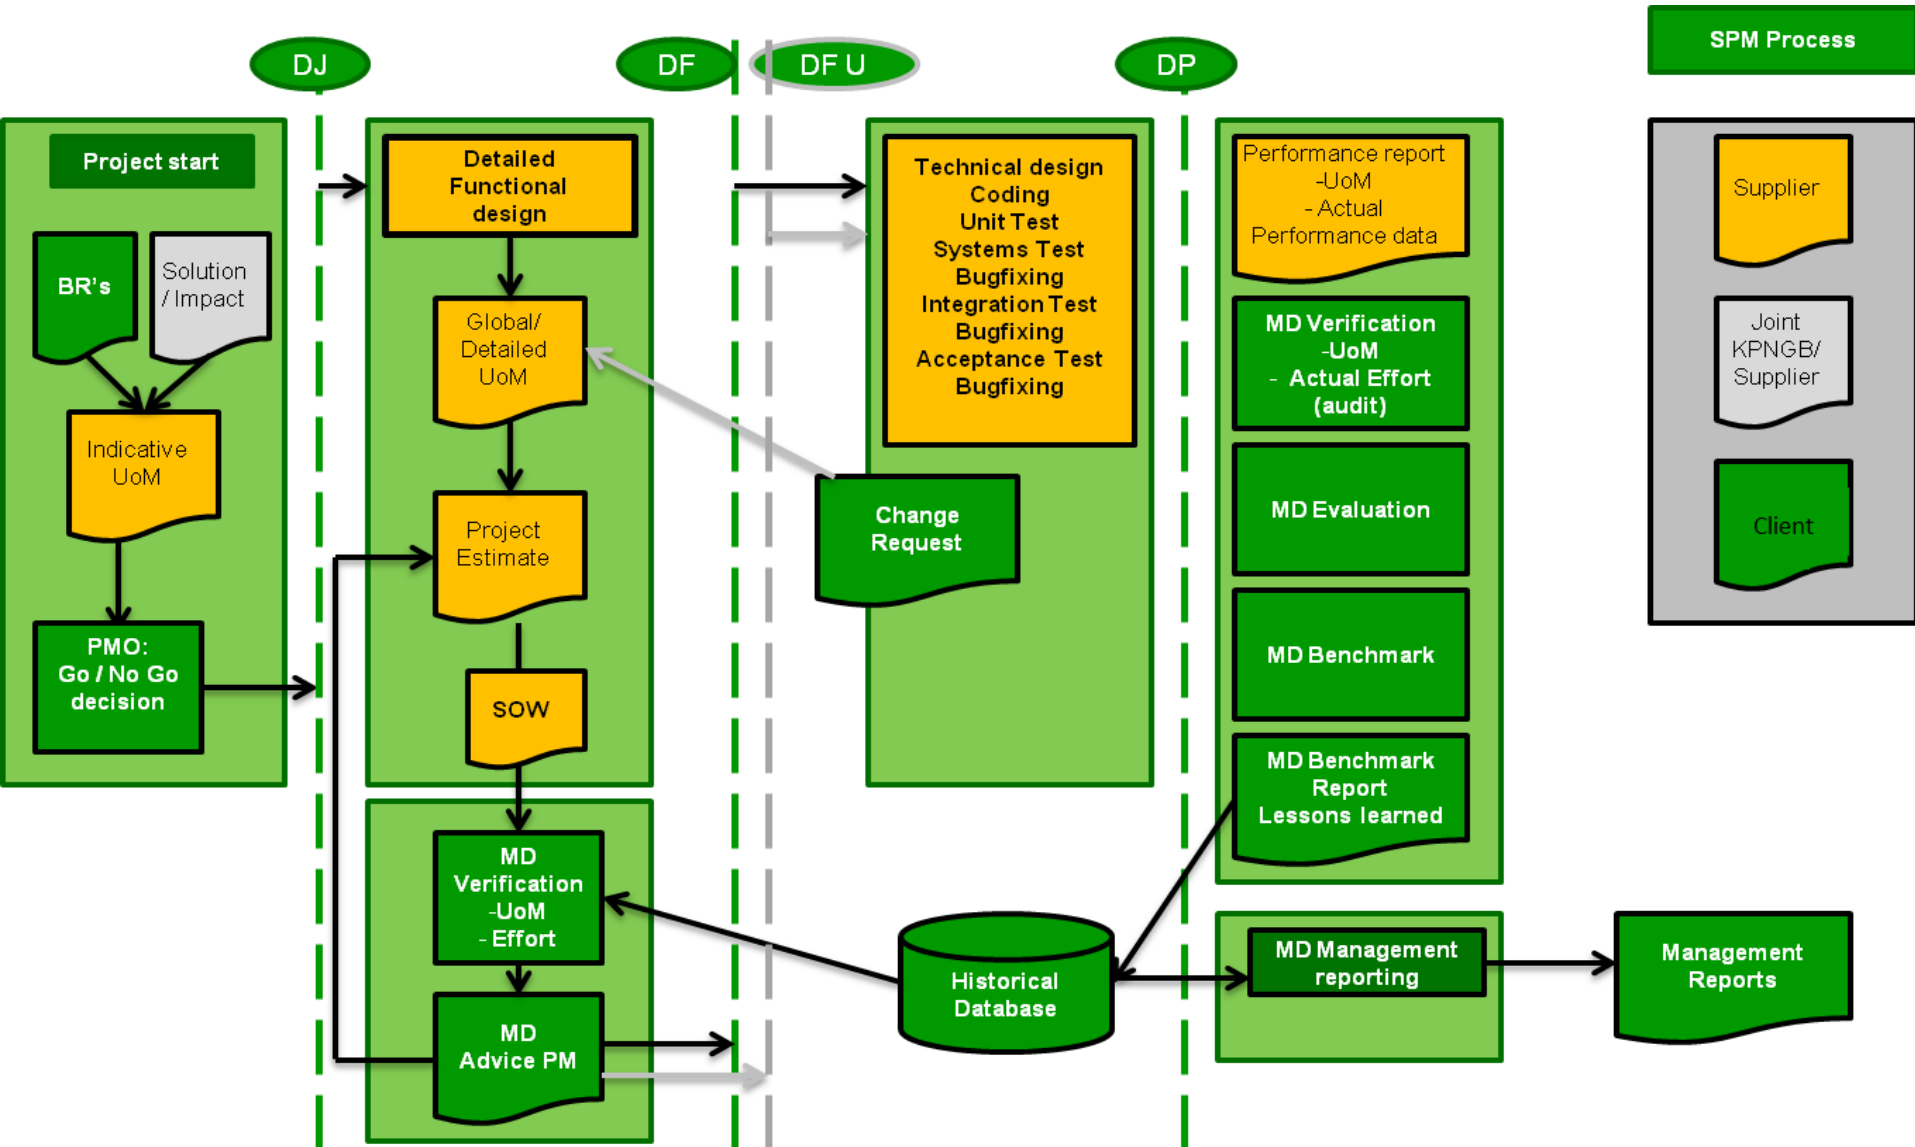 DJ
DF
DF U
DP
SPM Process
Project start
BR's
Solution
/ Impact
Indicative
UoM
PMO:
Go / No Go
decision
Detailed
Functional
design
Global/
Detailed
UoM
Project
Estimate
SOW
MD
Verification
-UoM
- Effort
MD
Advice PM
Technical design
Coding
Unit Test
Systems Test
Bugfixing
Integration Test
Bugfixing
Acceptance Test
Bugfixing
Change
Request
Historical
Database
Performance report
-UoM
- Actual
Performance data
MD Verification
-UoM
- Actual Effort
(audit)
MD Evaluation
MD Benchmark
MD Benchmark
Report
Lessons learned
MD Management
reporting
Management
Reports
Supplier
Joint
KPNGB/
Supplier
Client